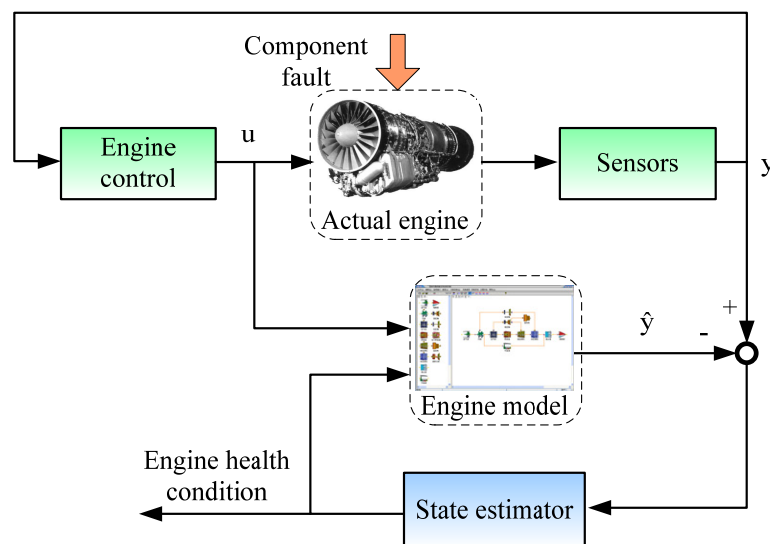 Component
fault
Engine
control
u
Actual engine
Sensors
y
+
-
ŷ
Engine model
Engine health
condition
State estimator